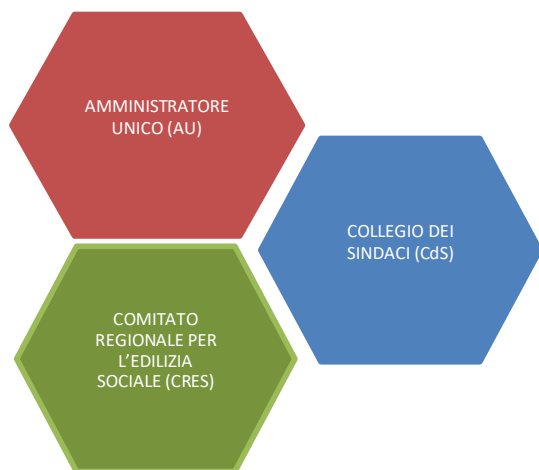 AMMINISTRATORE
UNICO (AU)
COLLEGIO DEI
SINDACI (CdS)
COMITATO
REGIONALE PER
L’EDILIZIA
SOCIALE (CRES)